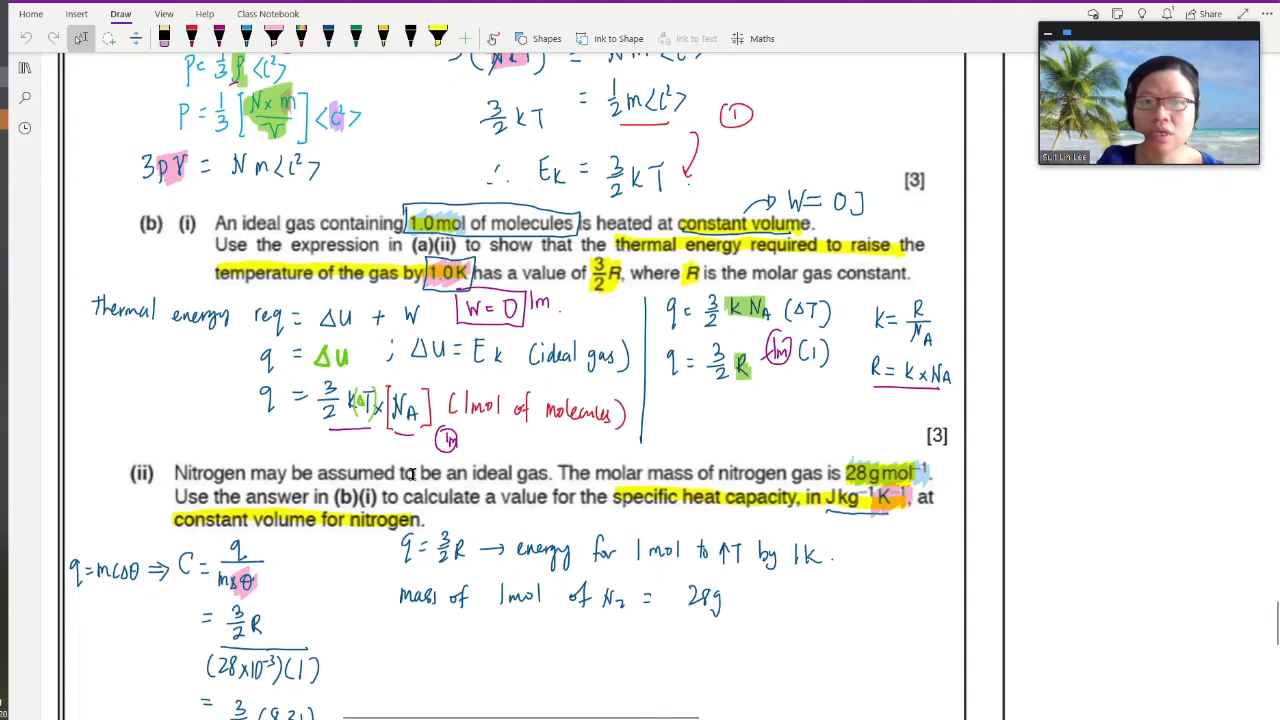 Home Insert Draw View Class Notebook Share
Shapes Ink to Shape Ink to Text Maths
P = 1/3 ρ <c²>
P = 1/3 [N × m / V] <c²>
3pV = Nm<c²>
3/2 kT = 1/2 m<c²> ①
∴ Ek = 3/2 kT
Suit Lin Lee
[3]
→ W = 0J
(b) (i) An ideal gas containing 1.0 mol of molecules is heated at constant volume.
Use the expression in (a)(ii) to show that the thermal energy required to raise the
temperature of the gas by 1.0 K has a value of 3/2 R, where R is the molar gas constant.
thermal energy req = ΔU + W W = 0 1m.
q = ΔU ; ΔU = Ek (ideal gas)
q = 3/2 k(ΔT) × [NA] (1mol of molecules)
1m
q = 3/2 k NA (ΔT)
q = 3/2 R 1m (1)
k = R/NA
R = k × NA
[3]
(ii) Nitrogen may be assumed to be an ideal gas. The molar mass of nitrogen gas is 28 g mol⁻¹.
Use the answer in (b)(i) to calculate a value for the specific heat capacity, in J kg⁻¹ K⁻¹, at
constant volume for nitrogen.
q = 3/2 R → energy for 1 mol to ↑T by 1K.
mass of 1 mol of N₂ = 28g
q = mcΔθ ⇒ C = q / mΔθ
= 3/2 R / (28×10⁻³)(1)